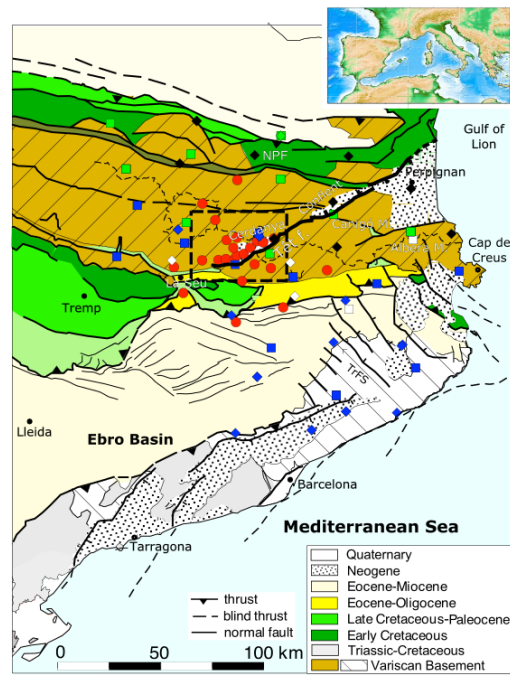 Gulf of
Lion
NPF
Perpignan
Conflent
Canigó M.
Cerdanya
Albera M.
Cap de
Creus
La Seu
Tremp
TrFS
Lleida
Ebro Basin
Barcelona
Mediterranean Sea
Tarragona
Quaternary
Neogene
Eocene-Miocene
Eocene-Oligocene
Late Cretaceous-Paleocene
Early Cretaceous
Triassic-Cretaceous
Variscan Basement
thrust
blind thrust
normal fault
0 50 100 km